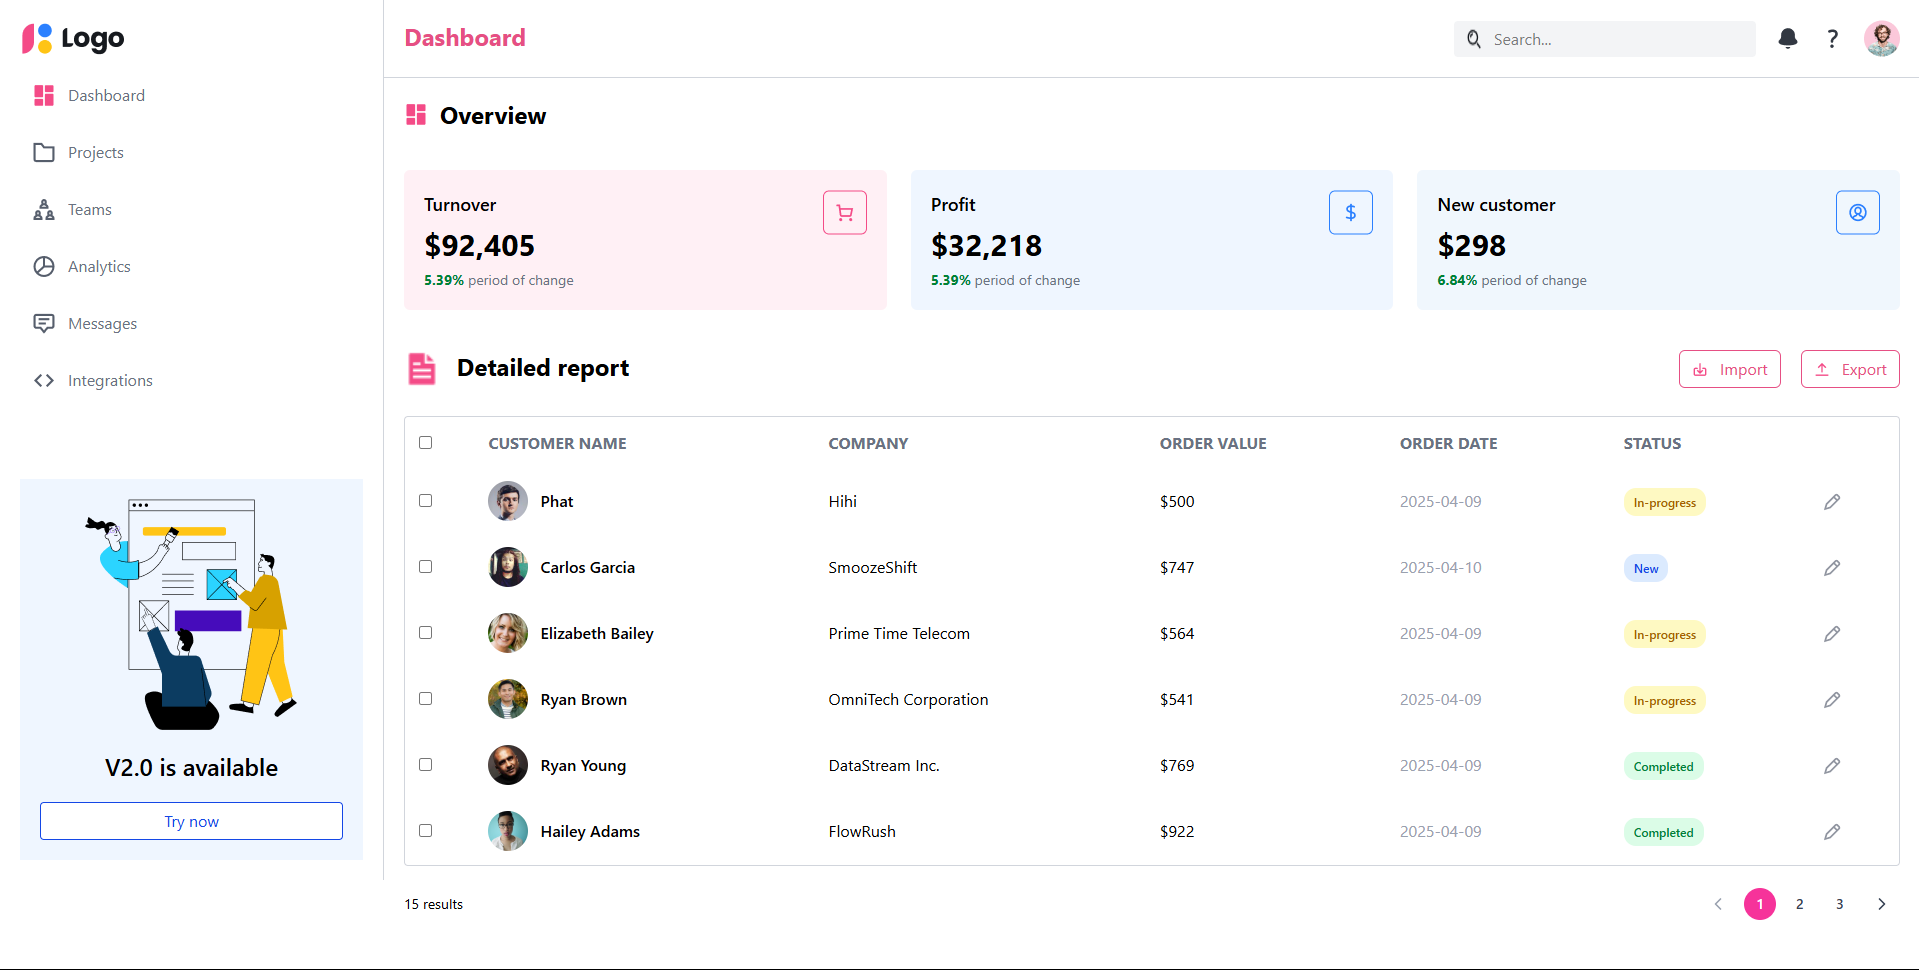 Logo
Dashboard
Projects
Teams
Analytics
Messages
Integrations
V2.0 is available
Try now
Dashboard
Search...
?
Overview
Turnover
$92,405
5.39% period of change
Profit
$32,218
5.39% period of change
$
New customer
$298
6.84% period of change
Detailed report
Import
Export
CUSTOMER NAME COMPANY ORDER VALUE ORDER DATE STATUS
Phat Hihi $500 2025-04-09 In-progress
Carlos Garcia SmoozeShift $747 2025-04-10 New
Elizabeth Bailey Prime Time Telecom $564 2025-04-09 In-progress
Ryan Brown OmniTech Corporation $541 2025-04-09 In-progress
Ryan Young DataStream Inc. $769 2025-04-09 Completed
Hailey Adams FlowRush $922 2025-04-09 Completed
15 results
1 2 3